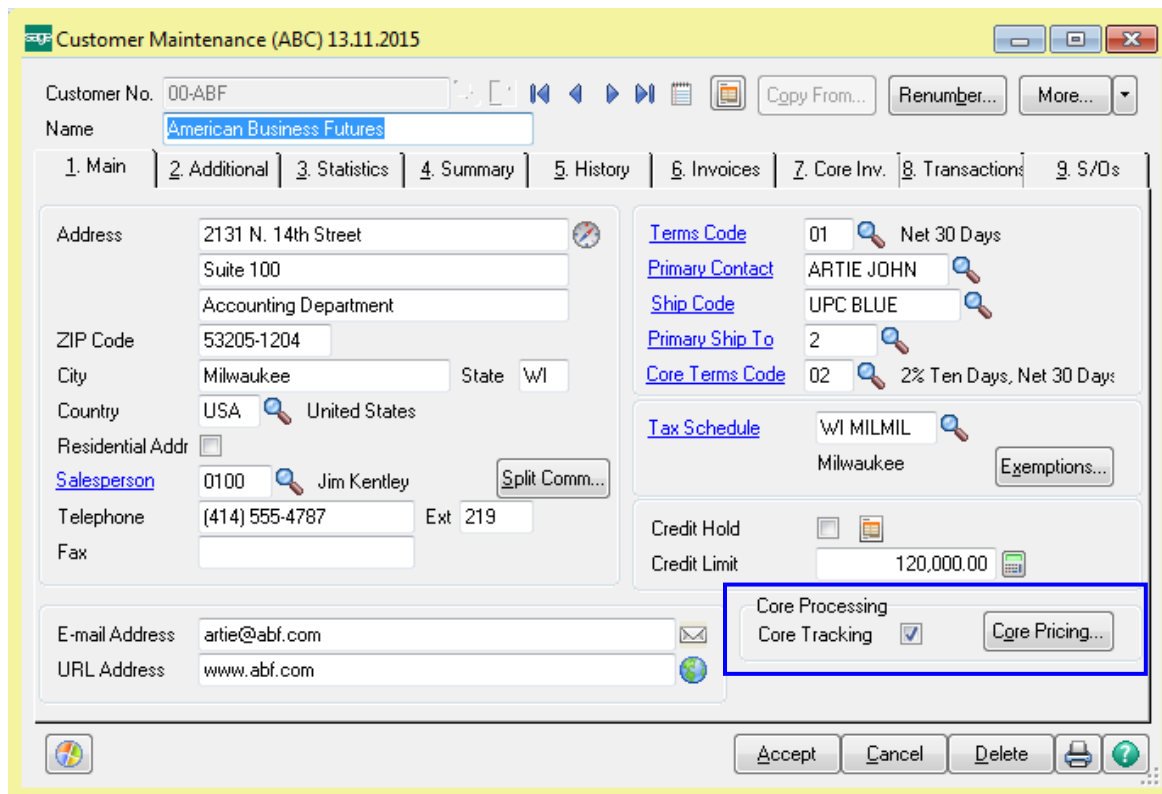 sage Customer Maintenance (ABC) 13.11.2015
Customer No. 00-ABF Copy From... Renumber... More...
Name American Business Futures
1. Main 2. Additional 3. Statistics 4. Summary 5. History 6. Invoices 7. Core Inv. 8. Transactions 9. S/Os
Address 2131 N. 14th Street
Suite 100
Accounting Department
ZIP Code 53205-1204
City Milwaukee State WI
Country USA United States
Residential Addr
Salesperson 0100 Jim Kentley Split Comm...
Telephone (414) 555-4787 Ext 219
Fax
Terms Code 01 Net 30 Days
Primary Contact ARTIE JOHN
Ship Code UPC BLUE
Primary Ship To 2
Core Terms Code 02 2% Ten Days, Net 30 Days
Tax Schedule WI MILMIL
Milwaukee Exemptions...
Credit Hold
Credit Limit 120,000.00
E-mail Address artie@abf.com
URL Address www.abf.com
Core Processing
Core Tracking Core Pricing...
Accept Cancel Delete